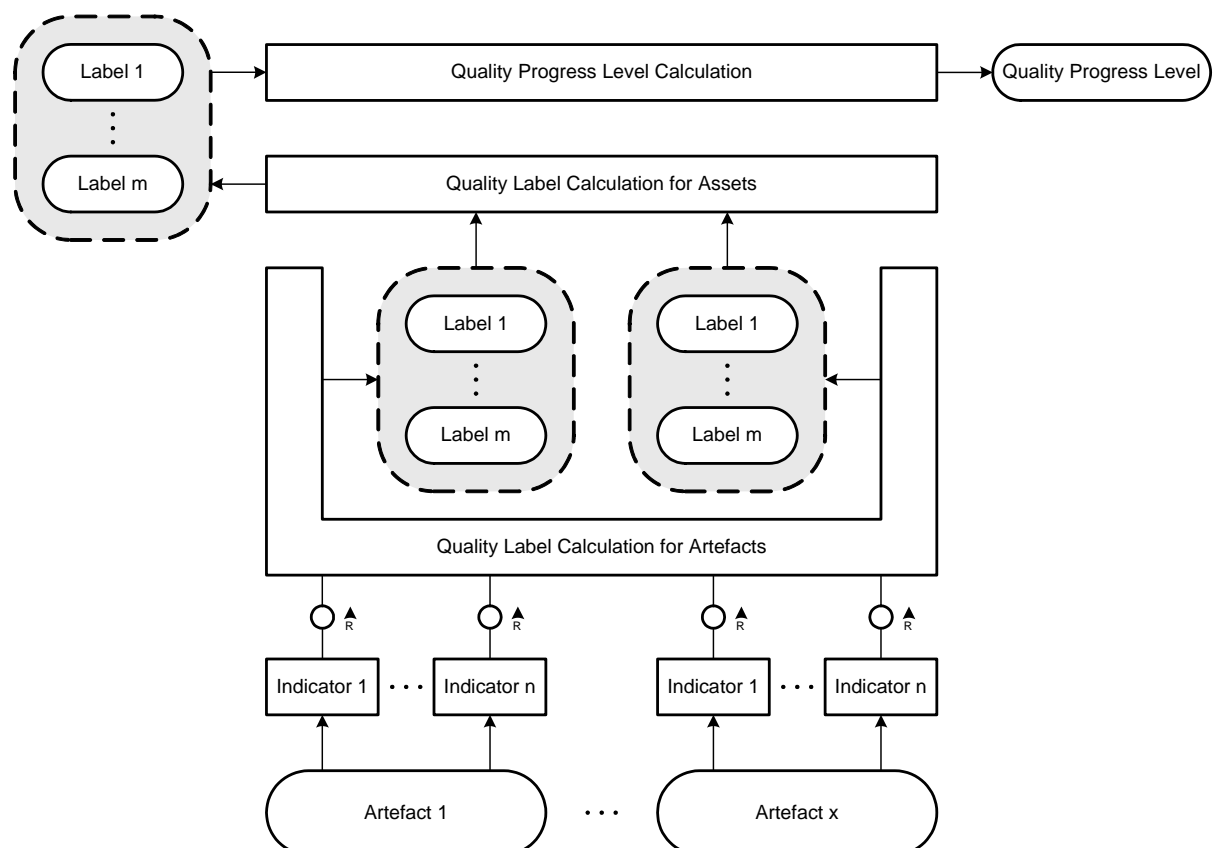 Label 1
Quality Progress Level Calculation
Quality Progress Level
Label m
Quality Label Calculation for Assets
Label 1
Label 1
Label m
Label m
Quality Label Calculation for Artefacts
R
R
R
R
Indicator 1
Indicator n
Indicator 1
Indicator n
Artefact 1
Artefact x